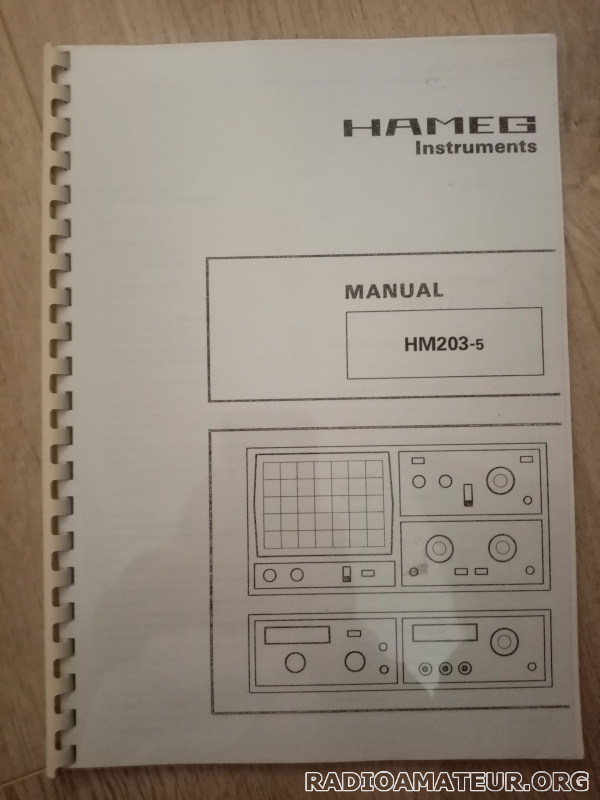 HAMEG
Instruments
MANUAL
HM203-5
RADIOAMATEUR.ORG